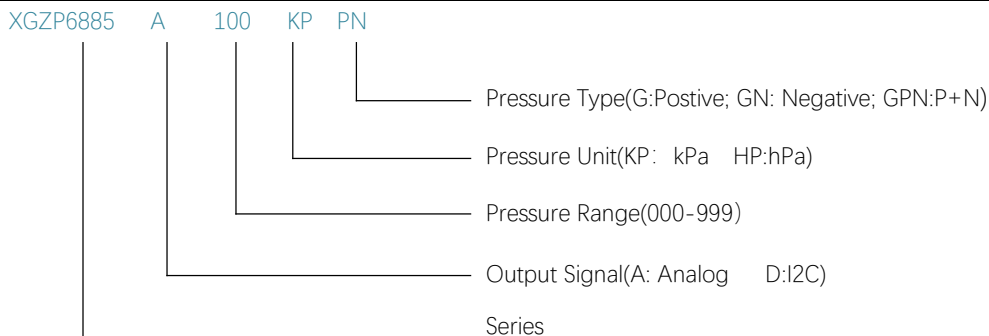 XGZP6885 A 100 KP PN
Pressure Type(G:Postive; GN: Negative; GPN:P+N)
Pressure Unit(KP: kPa HP:hPa)
Pressure Range(000-999)
Output Signal(A: Analog D:I2C)
Series